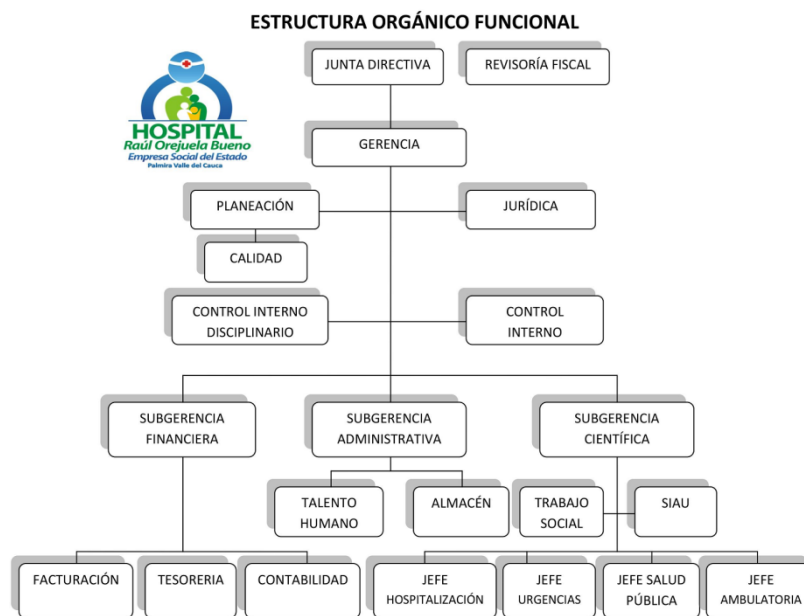 ESTRUCTURA ORGÁNICO FUNCIONAL
JUNTA DIRECTIVA
REVISORÍA FISCAL
HOSPITAL
Raúl Orejuela Bueno
Empresa Social del Estado
Palmira Valle del Cauca
GERENCIA
PLANEACIÓN
JURÍDICA
CALIDAD
CONTROL INTERNO
DISCIPLINARIO
CONTROL
INTERNO
SUBGERENCIA
FINANCIERA
SUBGERENCIA
ADMINISTRATIVA
SUBGERENCIA
CIENTÍFICA
TALENTO
HUMANO
ALMACÉN
TRABAJO
SOCIAL
SIAU
FACTURACIÓN
TESORERIA
CONTABILIDAD
JEFE
HOSPITALIZACIÓN
JEFE
URGENCIAS
JEFE SALUD
PÚBLICA
JEFE
AMBULATORIA